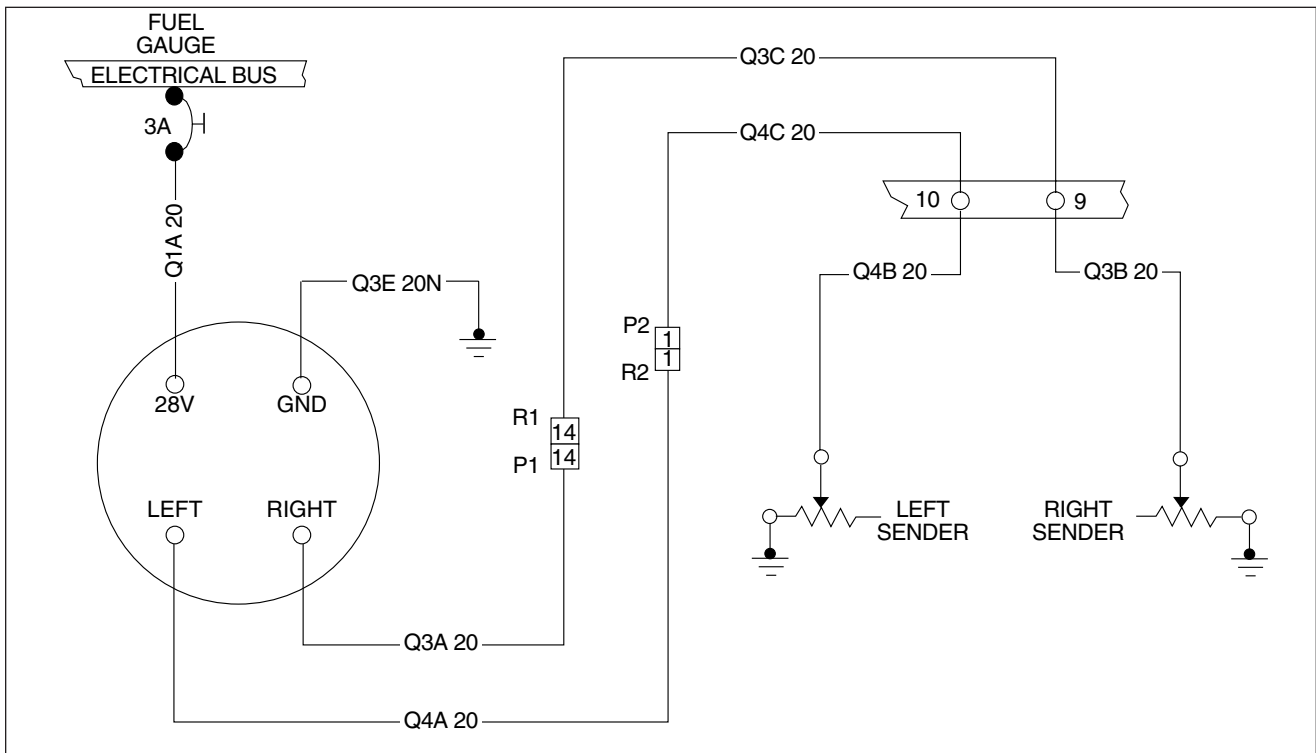 FUEL
GAUGE
ELECTRICAL BUS
3A
Q1A 20
Q3E 20N
28V
GND
LEFT
RIGHT
Q3A 20
Q4A 20
R1
14
14
P1
P2
1
1
R2
Q3C 20
Q4C 20
10
9
Q4B 20
Q3B 20
LEFT
SENDER
RIGHT
SENDER